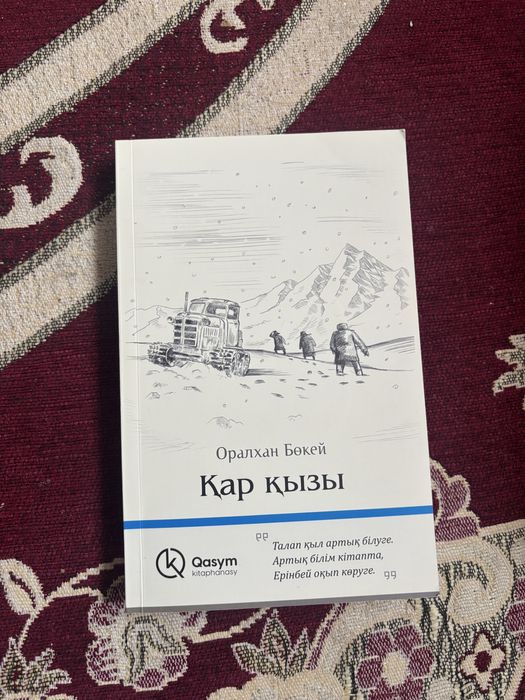 Оралхан Бөкей
Қар қызы
Qasym
kitaphanasy
Талап қыл артық білуге.
Артық білім кітапта,
Ерінбей оқып көруге.